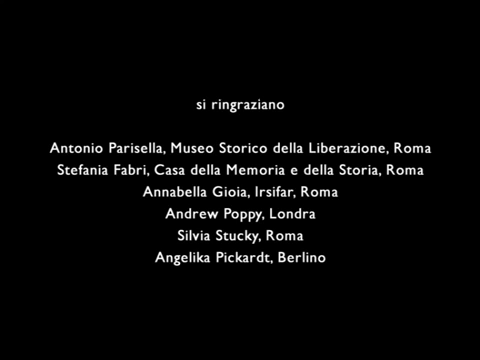 si ringraziano
Antonio Parisella, Museo Storico della Liberazione, Roma
Stefania Fabri, Casa della Memoria e della Storia, Roma
Annabella Gioia, Irsifar, Roma
Andrew Poppy, Londra
Silvia Stucky, Roma
Angelika Pickardt, Berlino